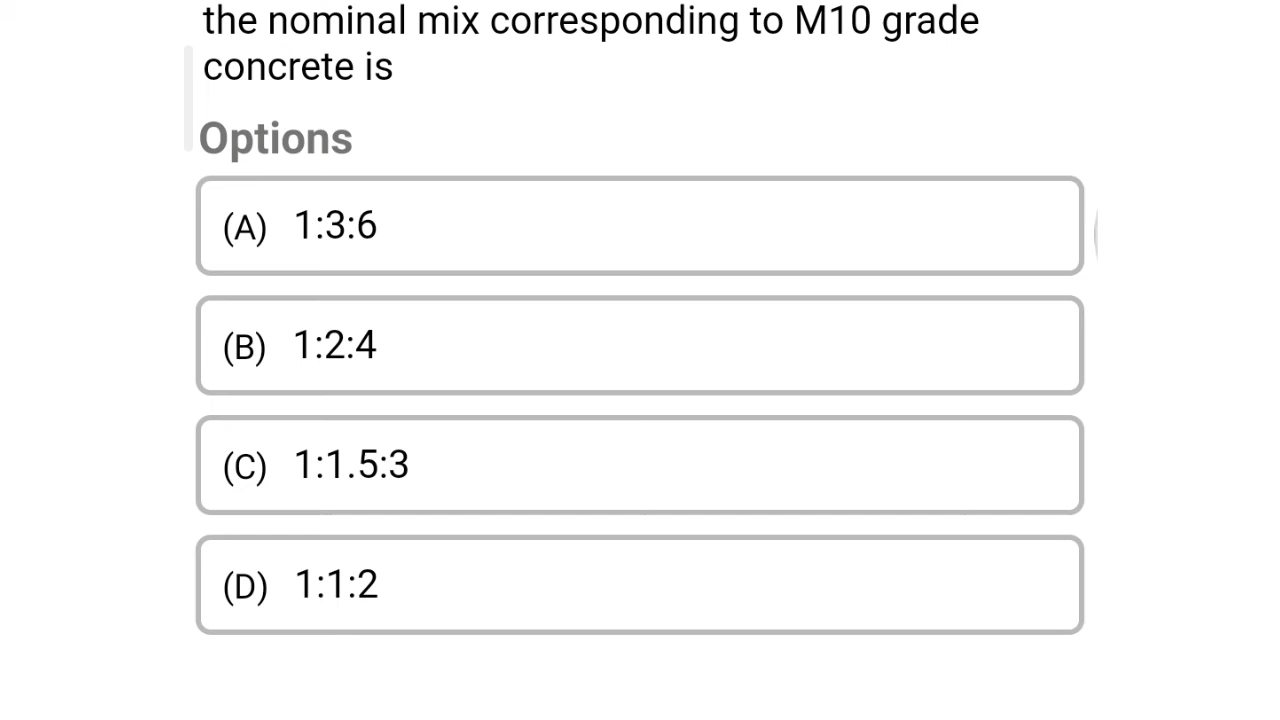 the nominal mix corresponding to M10 grade
concrete is
Options
(A) 1:3:6
(B) 1:2:4
(C) 1:1.5:3
(D) 1:1:2